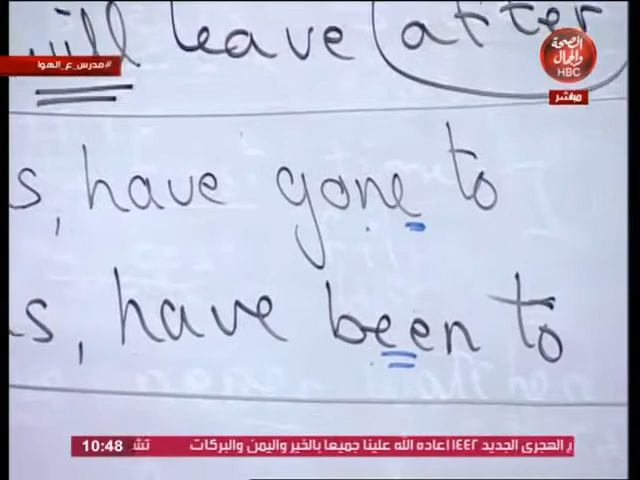 will leave (after
#مدرس_ع_الهوا
الصحة
والجمال
HBC
مباشر
s, have gone to
s, have been to
الهجرى الجديد ١٤٤٢ اعاده الله علينا جميعا بالخير واليمن والبركات
10:48